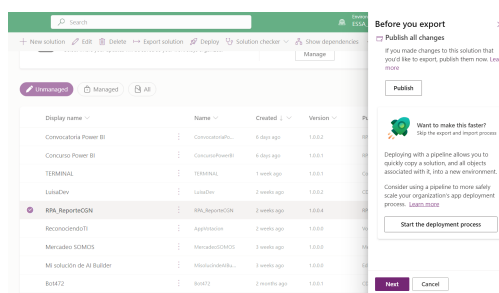 Search
Environ
ESSA_
New solution Edit Delete Export solution Deploy Solution checker Show dependencies
Manage
Unmanaged Managed All
Display name Name Created Version
Convocatoria Power BI 6 days ago 1.0.0.2
Concurso Power BI ConcursoPowerBI 6 days ago 1.0.0.1
TERMINAL TERMINAL 1 week ago 1.0.0.1
LuisaDev LuisaDev 2 weeks ago 1.0.0.2
RPA_ReporteCGN RPA_ReporteCGN 2 weeks ago 1.0.0.4
ReconociendoTI 2 weeks ago 1.0.0.0
Mercadeo SOMOS MercadeoSOMOS 3 weeks ago 1.0.0.0
Mi solución de AI Builder 3 weeks ago 1.0.0.0
Bot472 Bot472 2 months ago 1.0.0.1
Before you export
Publish all changes
If you made changes to this solution that
you'd like to export, publish them now. Lea
more
Publish
Want to make this faster?
Skip the export and import process
Deploying with a pipeline allows you to
quickly copy a solution, and all objects
associated with it, into a new environment.
Consider using a pipeline to more safely
scale your organization's app deployment
process. Learn more
Start the deployment process
Next Cancel